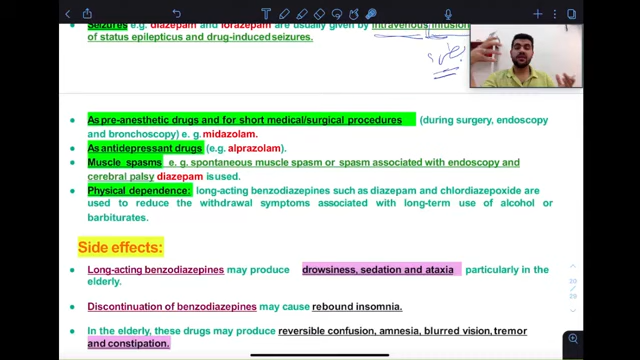 Seizures e.g. diazepam and lorazepam are usually given by intravenous infusion
of status epilepticus and drug-induced seizures.
As pre-anesthetic drugs and for short medical/surgical procedures (during surgery, endoscopy
and bronchoscopy) e. g. midazolam.
As antidepressant drugs (e.g. alprazolam).
Muscle spasms e. g. spontaneous muscle spasm or spasm associated with endoscopy and
cerebral palsy diazepam is used.
Physical dependence: long-acting benzodiazepines such as diazepam and chlordiazepoxide are
used to reduce the withdrawal symptoms associated with long-term use of alcohol or
barbiturates.
Side effects:
Long-acting benzodiazepines may produce drowsiness, sedation and ataxia particularly in the
elderly.
Discontinuation of benzodiazepines may cause rebound insomnia.
In the elderly, these drugs may produce reversible confusion, amnesia, blurred vision, tremor
and constipation.
20
29